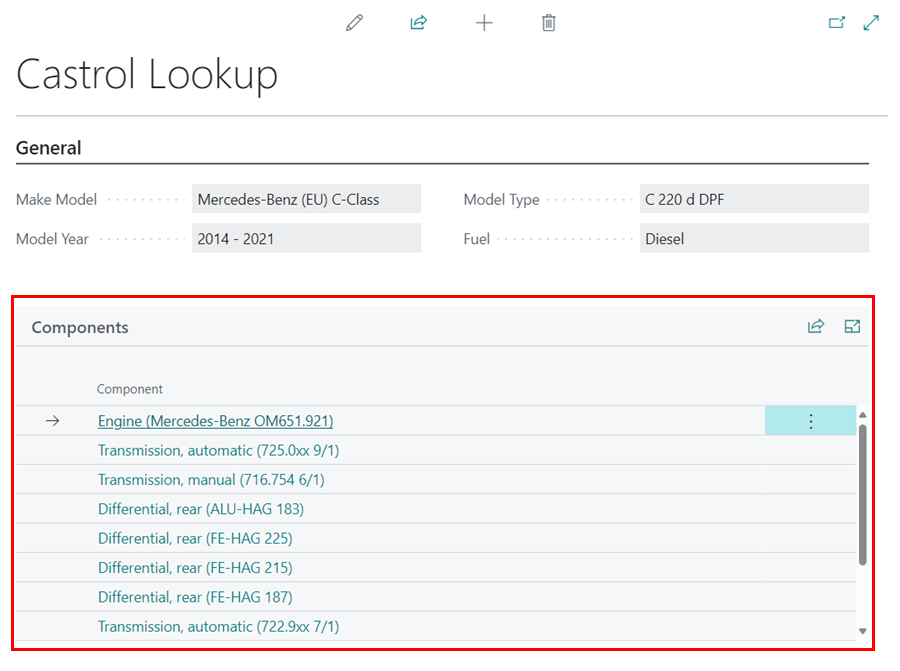 Castrol Lookup
General
Make Model Mercedes-Benz (EU) C-Class Model Type C 220 d DPF
Model Year 2014 - 2021 Fuel Diesel
Components
Component
Engine (Mercedes-Benz OM651.921)
Transmission, automatic (725.0xx 9/1)
Transmission, manual (716.754 6/1)
Differential, rear (ALU-HAG 183)
Differential, rear (FE-HAG 225)
Differential, rear (FE-HAG 215)
Differential, rear (FE-HAG 187)
Transmission, automatic (722.9xx 7/1)